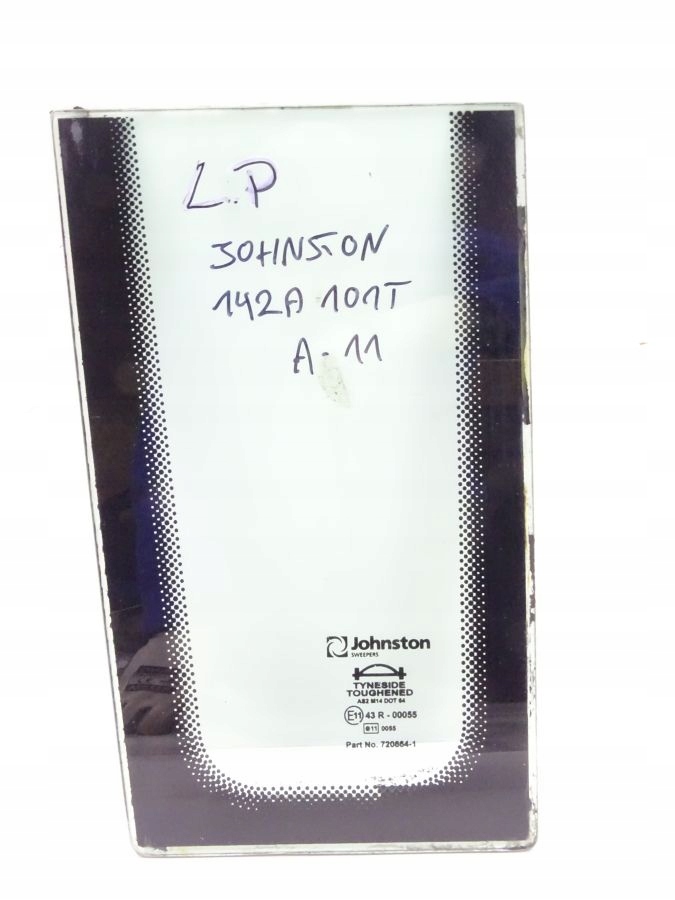 L.P
JOHNSTON
142A 101T
A-11
Johnston
SWEEPERS
TYNESIDE
TOUGHENED
AS2 M14 DOT 64
E11 43 R - 00055
e11 0055
Part No. 720864-1